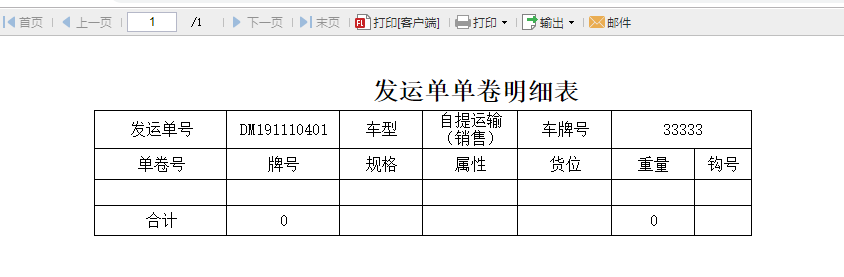 首页 上一页 1 /1 下一页 末页 打印[客户端] 打印 输出 邮件
发运单单卷明细表
发运单号 DM191110401 车型 自提运输（销售） 车牌号 33333
单卷号 牌号 规格 属性 货位 重量 钩号
合计 0 0